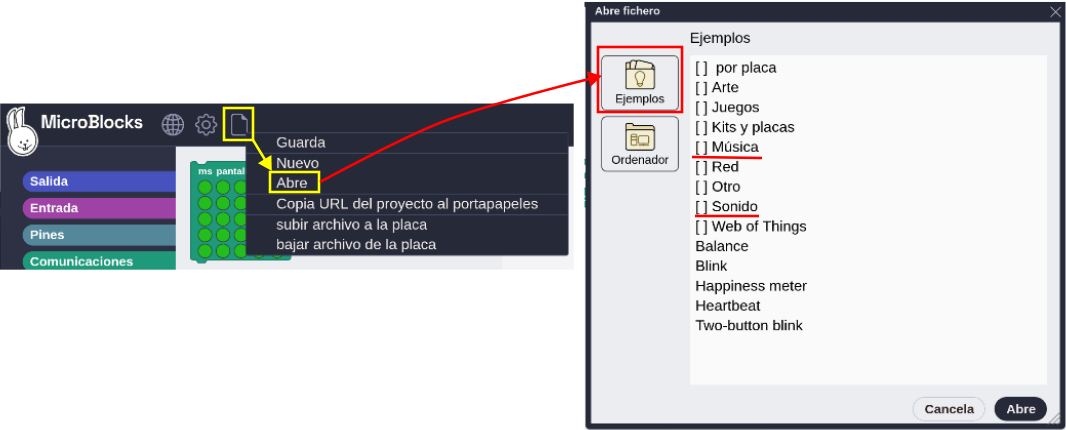 MicroBlocks
Guarda
Nuevo
Abre
Copia URL del proyecto al portapapeles
subir archivo a la placa
bajar archivo de la placa
Salida
Entrada
Pines
Comunicaciones
ms pantal
Abre fichero
Ejemplos
Ordenador
Ejemplos
[ ] por placa
[ ] Arte
[ ] Juegos
[ ] Kits y placas
[ ] Música
[ ] Red
[ ] Otro
[ ] Sonido
[ ] Web of Things
Balance
Blink
Happiness meter
Heartbeat
Two-button blink
Cancela
Abre